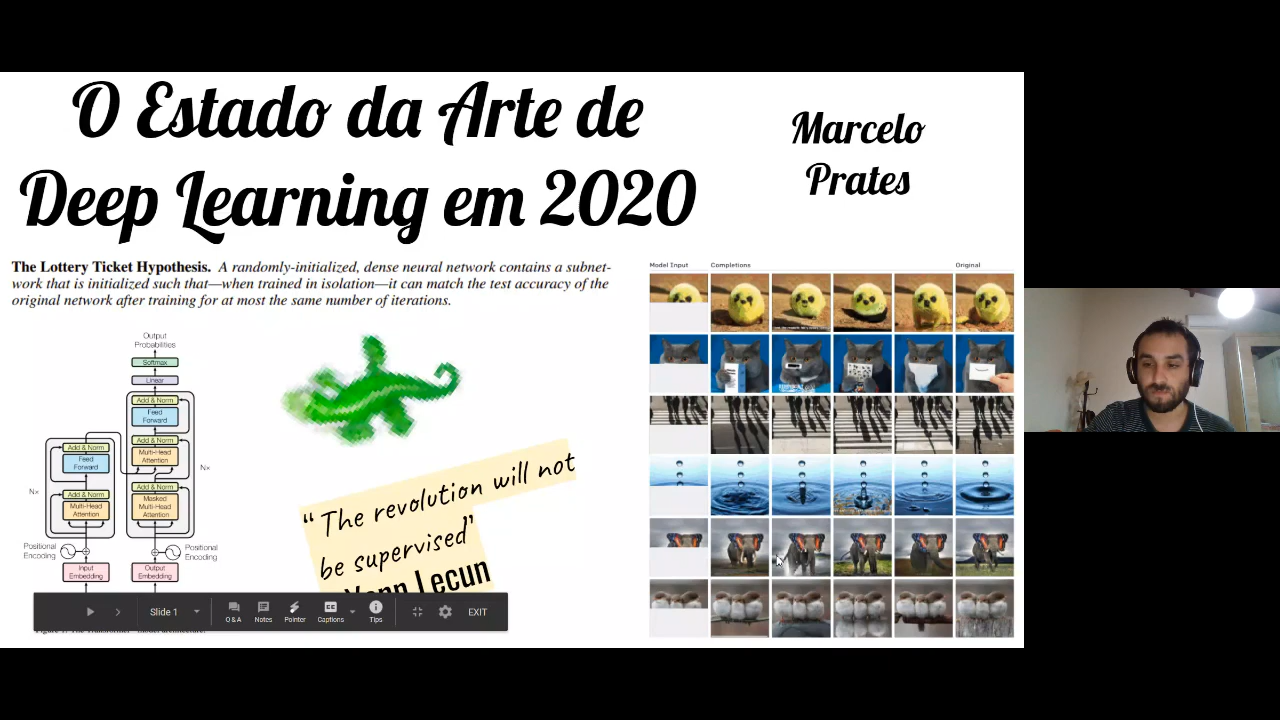 O Estado da Arte de
Deep Learning em 2020
Marcelo
Prates
The Lottery Ticket Hypothesis. A randomly-initialized, dense neural network contains a subnet-
work that is initialized such that—when trained in isolation—it can match the test accuracy of the
original network after training for at most the same number of iterations.
Output
Probabilities
Softmax
Linear
Add & Norm
Feed
Forward
Add & Norm
Multi-Head
Attention
Add & Norm
Feed
Forward
Nx
Add & Norm
Masked
Multi-Head
Attention
Nx
Add & Norm
Multi-Head
Attention
Positional
Encoding
Positional
Encoding
Input
Embedding
Output
Embedding
“ The revolution will not
be supervised”
Yann Lecun
Model Input
Completions
Original
Slide 1
Q & A
Notes
Pointer
CC
Captions
Tips
EXIT